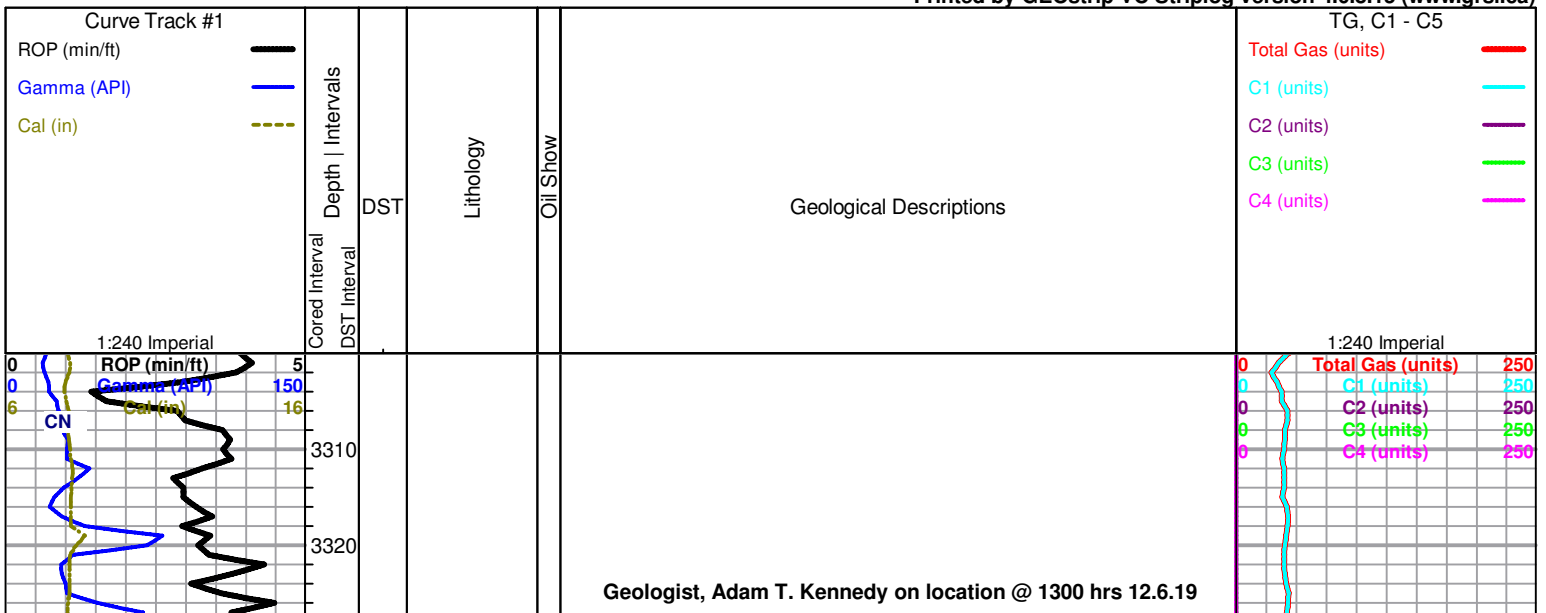 Curve Track #1
ROP (min/ft)
Gamma (API)
Cal (in)
1:240 Imperial
Depth | Intervals
Cored Interval
DST Interval
DST
Lithology
Oil Show
Geological Descriptions
TG, C1 - C5
Total Gas (units)
C1 (units)
C2 (units)
C3 (units)
C4 (units)
1:240 Imperial
0 ROP (min/ft) 5
0 Gamma (API) 150
6 Cal (in) 16
CN
3310
3320
Geologist, Adam T. Kennedy on location @ 1300 hrs 12.6.19
0 Total Gas (units) 250
0 C1 (units) 250
0 C2 (units) 250
0 C3 (units) 250
0 C4 (units) 250